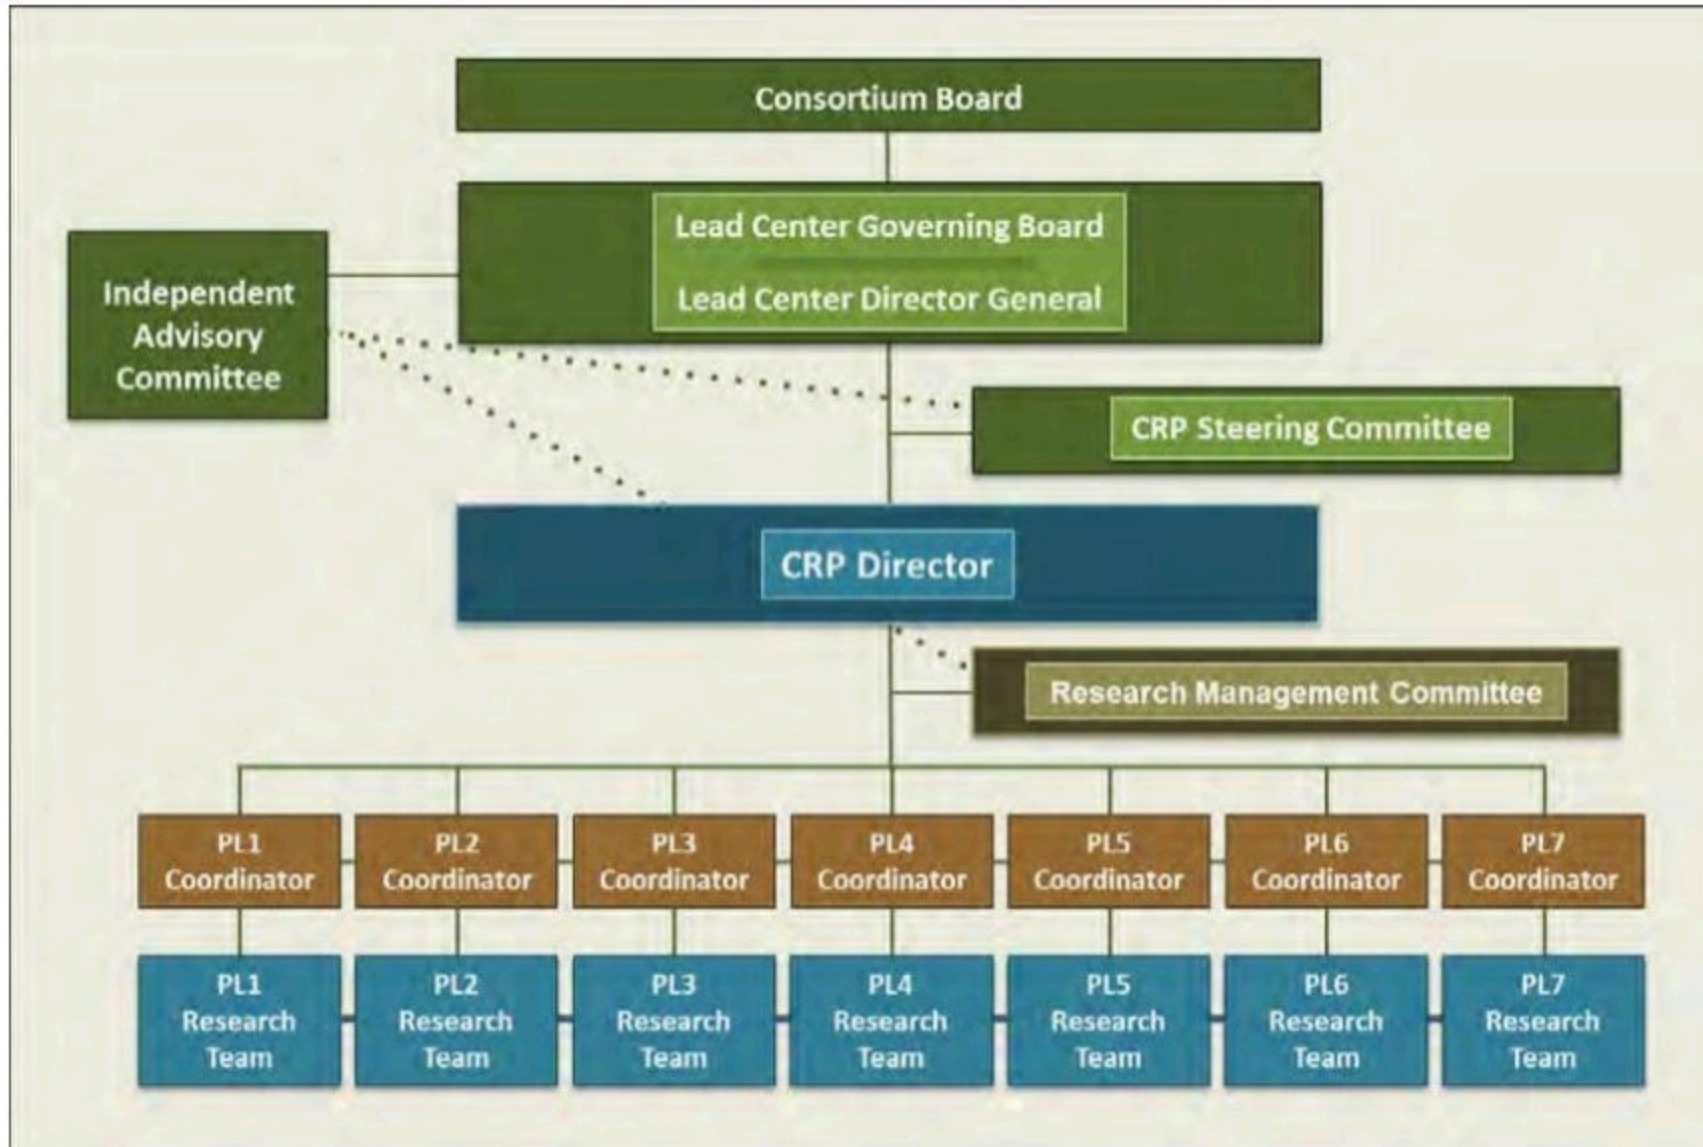 Consortium Board
Lead Center Governing Board
Lead Center Director General
Independent
Advisory
Committee
CRP Steering Committee
CRP Director
Research Management Committee
PL1
Coordinator
PL2
Coordinator
PL3
Coordinator
PL4
Coordinator
PL5
Coordinator
PL6
Coordinator
PL7
Coordinator
PL1
Research
Team
PL2
Research
Team
PL3
Research
Team
PL4
Research
Team
PL5
Research
Team
PL6
Research
Team
PL7
Research
Team